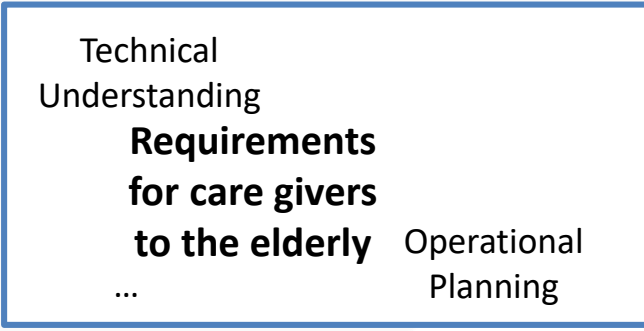 Technical
Understanding
Requirements
for care givers
to the elderly
Operational
Planning
...